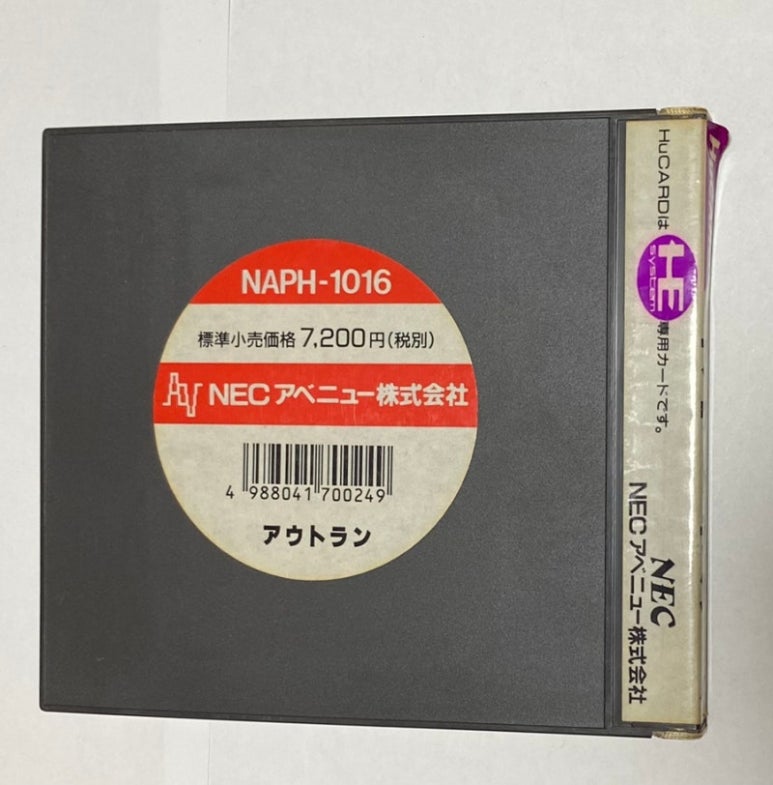 NAPH-1016
標準小売価格 7,200円(税別)
NECアベニュー株式会社
4 988041 700249
アウトラン
HuCARDは
HE
system
専用カードです。
NEC
NECアベニュー株式会社